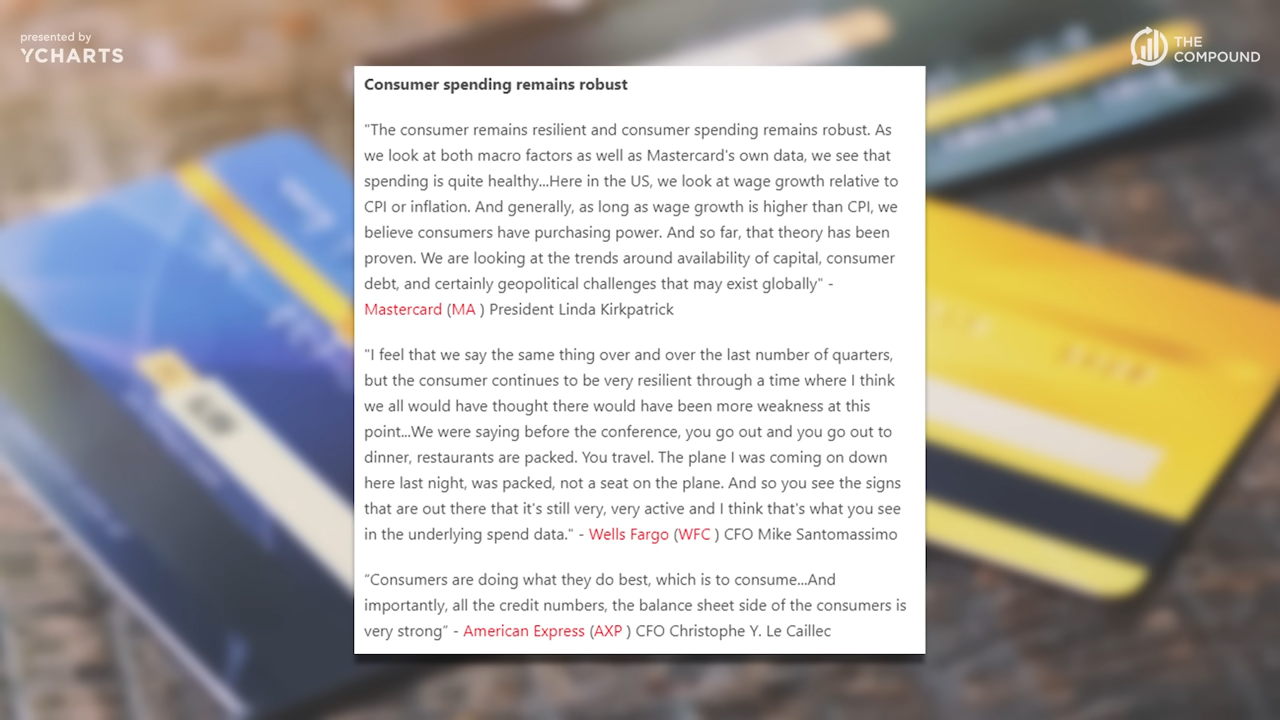 presented by
YCHARTS
THE
COMPOUND
Consumer spending remains robust
"The consumer remains resilient and consumer spending remains robust. As
we look at both macro factors as well as Mastercard's own data, we see that
spending is quite healthy...Here in the US, we look at wage growth relative to
CPI or inflation. And generally, as long as wage growth is higher than CPI, we
believe consumers have purchasing power. And so far, that theory has been
proven. We are looking at the trends around availability of capital, consumer
debt, and certainly geopolitical challenges that may exist globally" -
Mastercard (MA ) President Linda Kirkpatrick
"I feel that we say the same thing over and over the last number of quarters,
but the consumer continues to be very resilient through a time where I think
we all would have thought there would have been more weakness at this
point...We were saying before the conference, you go out and you go out to
dinner, restaurants are packed. You travel. The plane I was coming on down
here last night, was packed, not a seat on the plane. And so you see the signs
that are out there that it's still very, very active and I think that's what you see
in the underlying spend data." - Wells Fargo (WFC ) CFO Mike Santomassimo
“Consumers are doing what they do best, which is to consume...And
importantly, all the credit numbers, the balance sheet side of the consumers is
very strong” - American Express (AXP ) CFO Christophe Y. Le Caillec